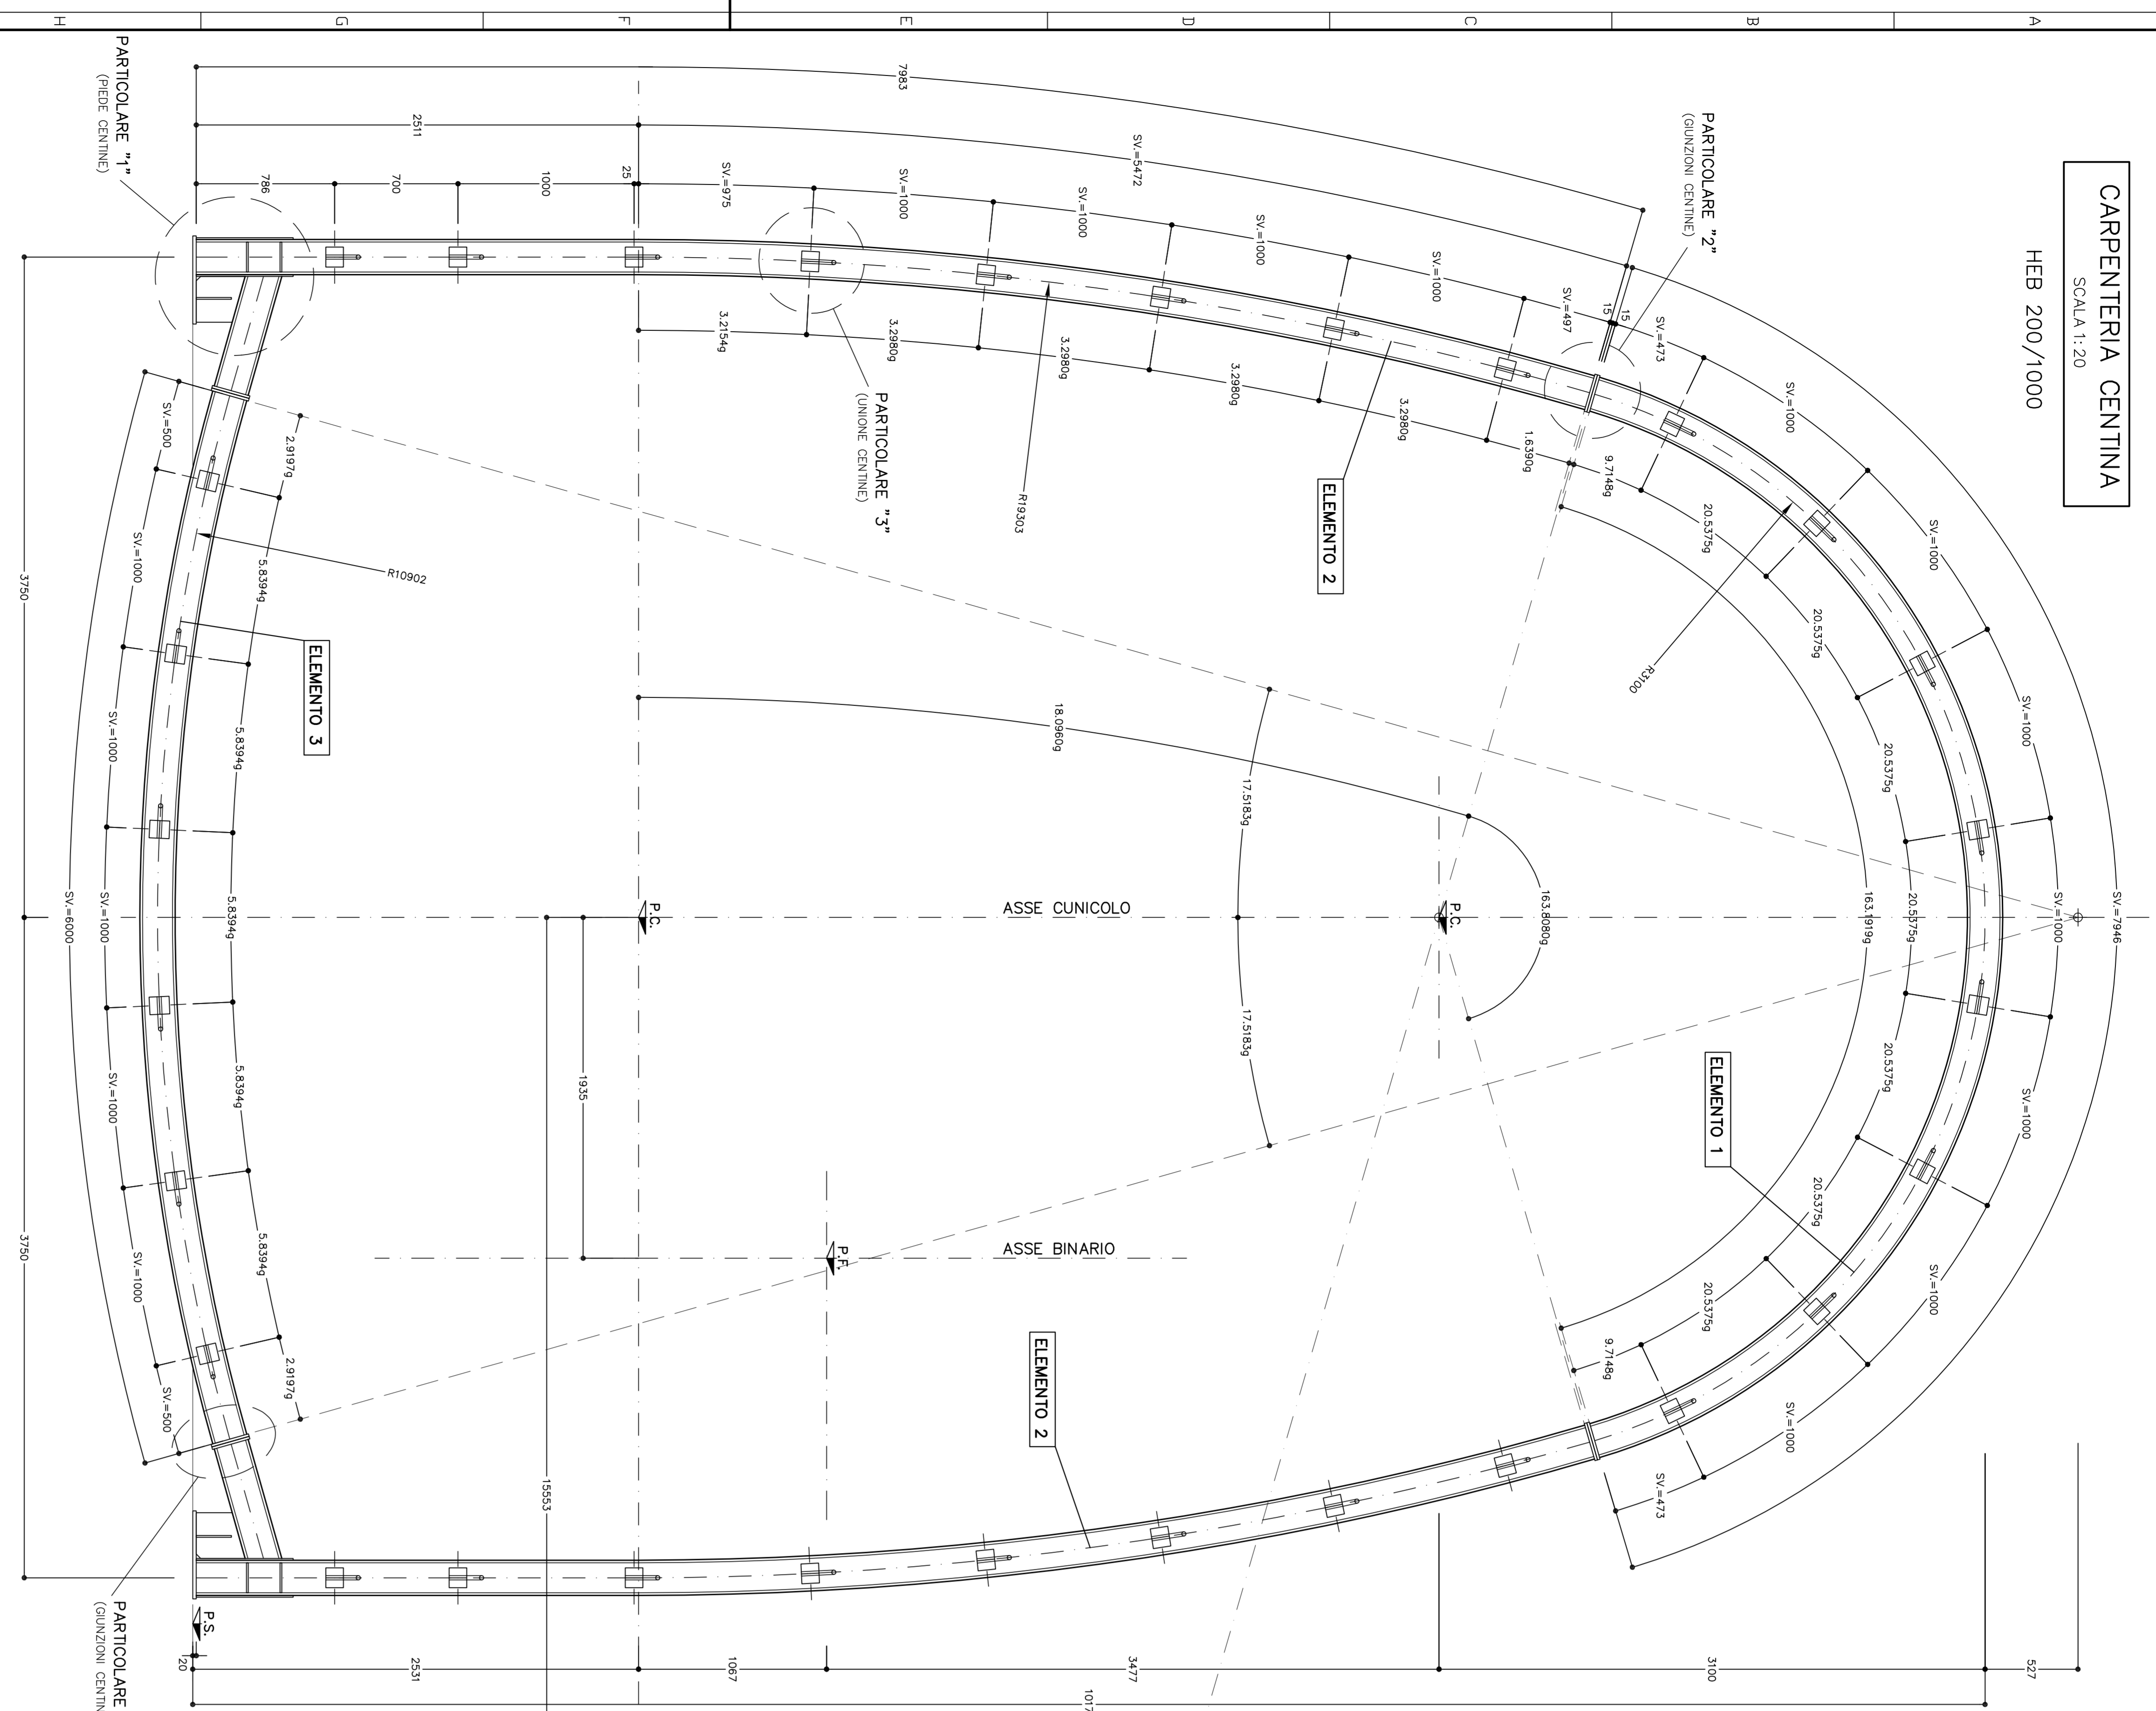 H
G
F
E
D
C
B
A
CARPENTERIA CENTINA
SCALA 1:20
HEB 200/1000
PARTICOLARE "1"
(PIEDE CENTINE)
PARTICOLARE "2"
(GIUNZIONI CENTINE)
PARTICOLARE "3"
(UNIONE CENTINE)
7983
2511
SV.=5472
786
700
1000
25
SV.=975
SV.=1000
SV.=1000
SV.=1000
SV.=1000
SV.=497
15
15
SV.=473
SV.=1000
SV.=1000
SV.=1000
SV.=1000
SV.=1000
SV.=1000
SV.=1000
SV.=473
SV.=7946
3.2154g
3.2980g
3.2980g
3.2980g
3.2980g
1.6390g
9.7148g
20.5375g
20.5375g
20.5375g
20.5375g
20.5375g
20.5375g
20.5375g
9.7148g
163.1919g
163.8080g
18.0960g
17.5183g
17.5183g
R19303
R3100
R10902
ELEMENTO 1
ELEMENTO 2
ELEMENTO 2
ELEMENTO 3
2.9197g
5.8394g
5.8394g
5.8394g
5.8394g
5.8394g
2.9197g
SV.=500
SV.=1000
SV.=1000
SV.=1000
SV.=1000
SV.=1000
SV.=500
SV.=6000
3750
3750
ASSE CUNICOLO
ASSE BINARIO
P.C.
P.C.
P.F.
P.S.
1935
15553
PARTICOLARE
(GIUNZIONI CENTIN
20
2531
1067
3477
3100
527
1017